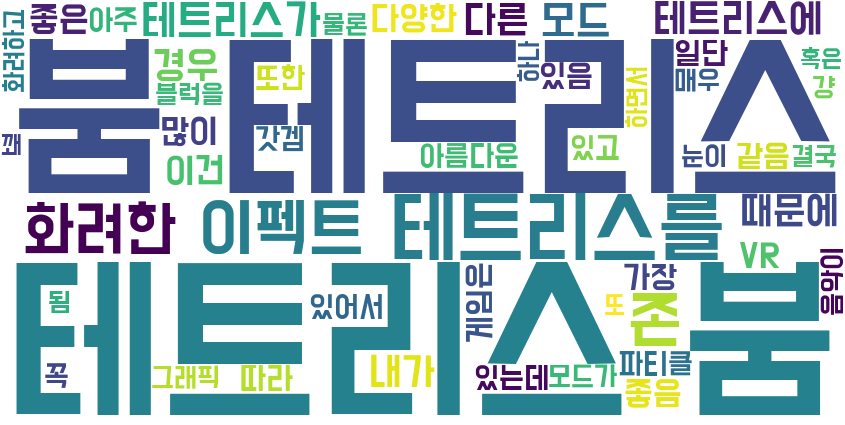 화려하고
좋은
아주
테트리스가
물론
다양한
다른
모드
테트리스에
붐테트리스
경우
블럭을
또한
하나
있음
하면서
일단
매우
혹은
걍
꽤
많이
이건
갓겜
아름다운
있고
눈이
같음
결국
화려한
이펙트
테트리스를
때문에
VR
테트리스붐
됨
있어서
게임은
가장
또
존
음악이
꼭
그래픽
따라
내가
있는데
모드가
파티클
좋음